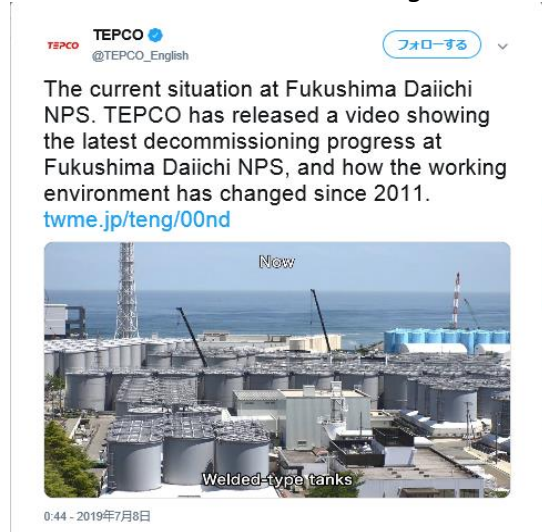 TEPCO
TEPCO
@TEPCO_English
フォローする
The current situation at Fukushima Daiichi
NPS. TEPCO has released a video showing
the latest decommissioning progress at
Fukushima Daiichi NPS, and how the working
environment has changed since 2011.
twme.jp/teng/00nd
Now
Welded-type tanks
0:44 - 2019年7月8日